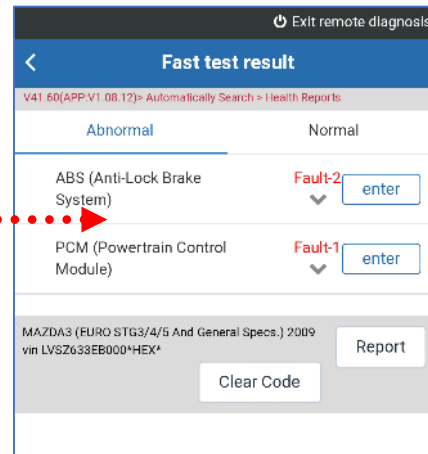 Exit remote diagnosis
Fast test result
V41.60(APP:V1.08.12)> Automatically Search > Health Reports
Abnormal Normal
ABS (Anti-Lock Brake Fault-2 enter
System)
PCM (Powertrain Control Fault-1 enter
Module)
MAZDA3 (EURO STG3/4/5 And General Specs.) 2009
vin LVSZ633EB000*HEX*
Report
Clear Code